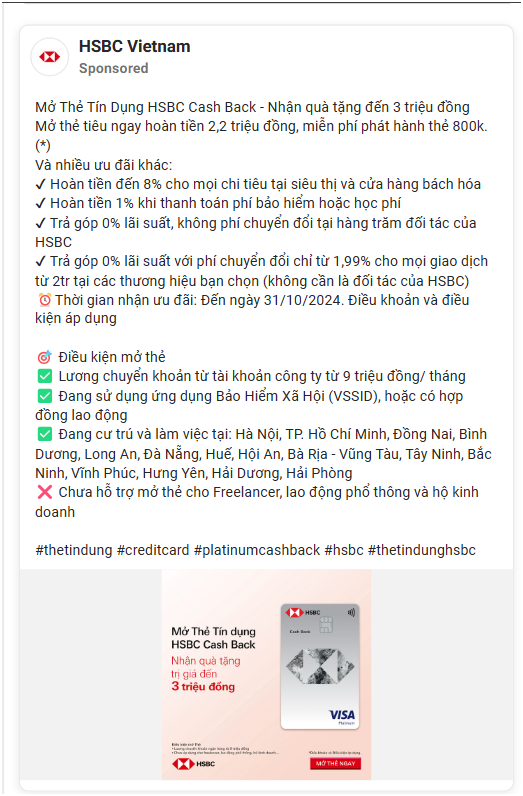 HSBC Vietnam
Sponsored
Mở Thẻ Tín Dụng HSBC Cash Back - Nhận quà tặng đến 3 triệu đồng
Mở thẻ tiêu ngay hoàn tiền 2,2 triệu đồng, miễn phí phát hành thẻ 800k.
(*)
Và nhiều ưu đãi khác:
✓ Hoàn tiền đến 8% cho mọi chi tiêu tại siêu thị và cửa hàng bách hóa
✓ Hoàn tiền 1% khi thanh toán phí bảo hiểm hoặc học phí
✓ Trả góp 0% lãi suất, không phí chuyển đổi tại hàng trăm đối tác của
HSBC
✓ Trả góp 0% lãi suất với phí chuyển đổi chỉ từ 1,99% cho mọi giao dịch
từ 2tr tại các thương hiệu bạn chọn (không cần là đối tác của HSBC)
⏰Thời gian nhận ưu đãi: Đến ngày 31/10/2024. Điều khoản và điều
kiện áp dụng
🎯 Điều kiện mở thẻ
✅ Lương chuyển khoản từ tài khoản công ty từ 9 triệu đồng/ tháng
✅ Đang sử dụng ứng dụng Bảo Hiểm Xã Hội (VSSID), hoặc có hợp
đồng lao động
✅ Đang cư trú và làm việc tại: Hà Nội, TP. Hồ Chí Minh, Đồng Nai, Bình
Dương, Long An, Đà Nẵng, Huế, Hội An, Bà Rịa - Vũng Tàu, Tây Ninh, Bắc
Ninh, Vĩnh Phúc, Hưng Yên, Hải Dương, Hải Phòng
❌ Chưa hỗ trợ mở thẻ cho Freelancer, lao động phổ thông và hộ kinh
doanh
#thetindung #creditcard #platinumcashback #hsbc #thetindunghsbc
HSBC
Cash Back
Mở Thẻ Tín dụng
HSBC Cash Back
Nhận quà tặng
trị giá đến
3 triệu đồng
VISA
Platinum
HSBC
MỞ THẺ NGAY